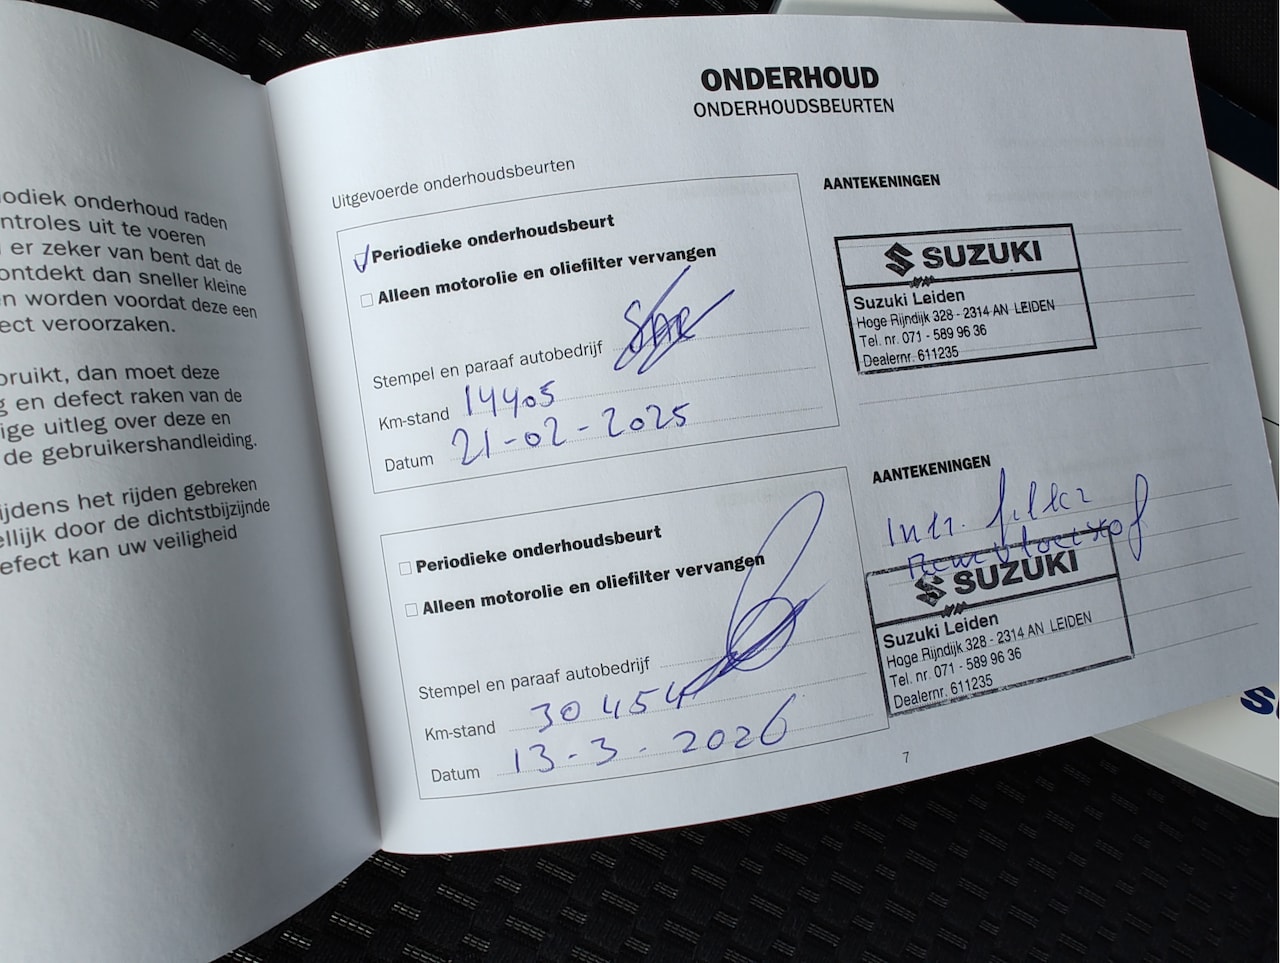 odiek onderhoud raden
ntroles uit te voeren
er zeker van bent dat de
ontdekt dan sneller kleine
en worden voordat deze een
ect veroorzaken.
bruikt, dan moet deze
g en defect raken van de
ige uitleg over deze en
de gebruikershandleiding.
ijdens het rijden gebreken
ellijk door de dichtstbijzijnde
efect kan uw veiligheid
ONDERHOUD
ONDERHOUDSBEURTEN
Uitgevoerde onderhoudsbeurten
Periodieke onderhoudsbeurt
Alleen motorolie en oliefilter vervangen
Stempel en paraaf autobedrijf
Km-stand 14405
Datum 21-02-2025
AANTEKENINGEN
SUZUKI
Suzuki Leiden
Hoge Rijndijk 328 - 2314 AN LEIDEN
Tel. nr. 071 - 589 96 36
Dealernr. 611235
Periodieke onderhoudsbeurt
Alleen motorolie en oliefilter vervangen
Stempel en paraaf autobedrijf
Km-stand 30454
Datum 13-3-2026
AANTEKENINGEN
Intr. filter
Remvloeistof
SUZUKI
Suzuki Leiden
Hoge Rijndijk 328 - 2314 AN LEIDEN
Tel. nr. 071 - 589 96 36
Dealernr. 611235
7